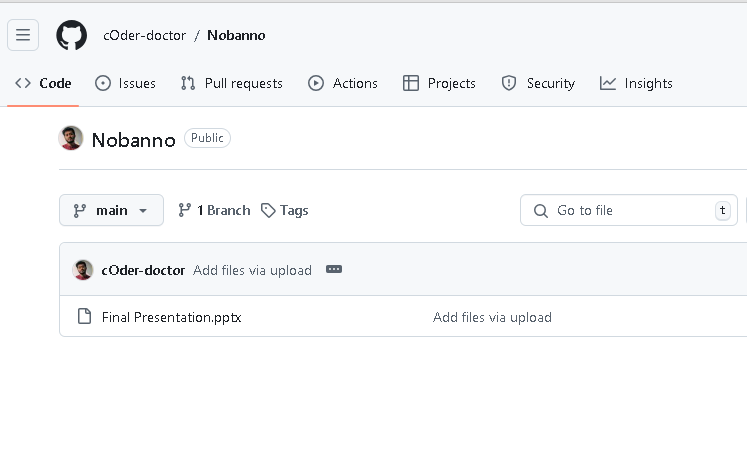 cOder-doctor / Nobanno
Code Issues Pull requests Actions Projects Security Insights
Nobanno Public
main 1 Branch Tags Go to file t
cOder-doctor Add files via upload
Final Presentation.pptx Add files via upload